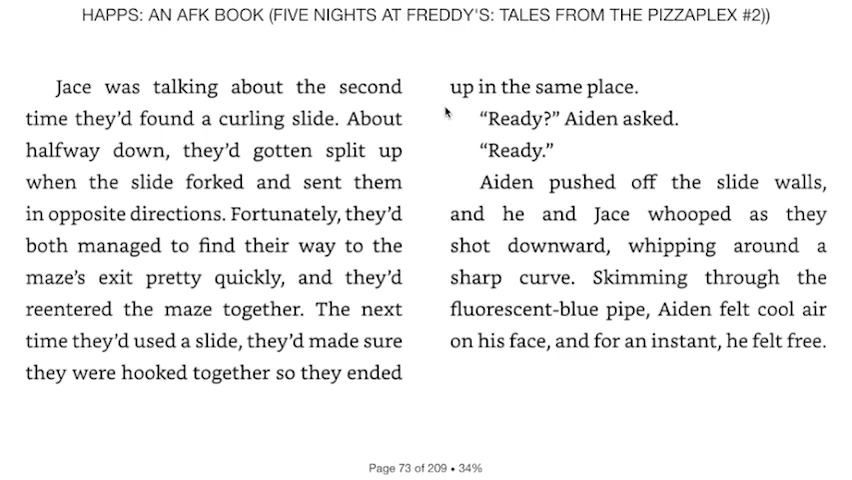 HAPPS: AN AFK BOOK (FIVE NIGHTS AT FREDDY'S: TALES FROM THE PIZZAPLEX #2))
Jace was talking about the second
time they’d found a curling slide. About
halfway down, they’d gotten split up
when the slide forked and sent them
in opposite directions. Fortunately, they’d
both managed to find their way to the
maze’s exit pretty quickly, and they’d
reentered the maze together. The next
time they’d used a slide, they’d made sure
they were hooked together so they ended
up in the same place.
“Ready?” Aiden asked.
“Ready.”
Aiden pushed off the slide walls,
and he and Jace whooped as they
shot downward, whipping around a
sharp curve. Skimming through the
fluorescent-blue pipe, Aiden felt cool air
on his face, and for an instant, he felt free.
Page 73 of 209 • 34%